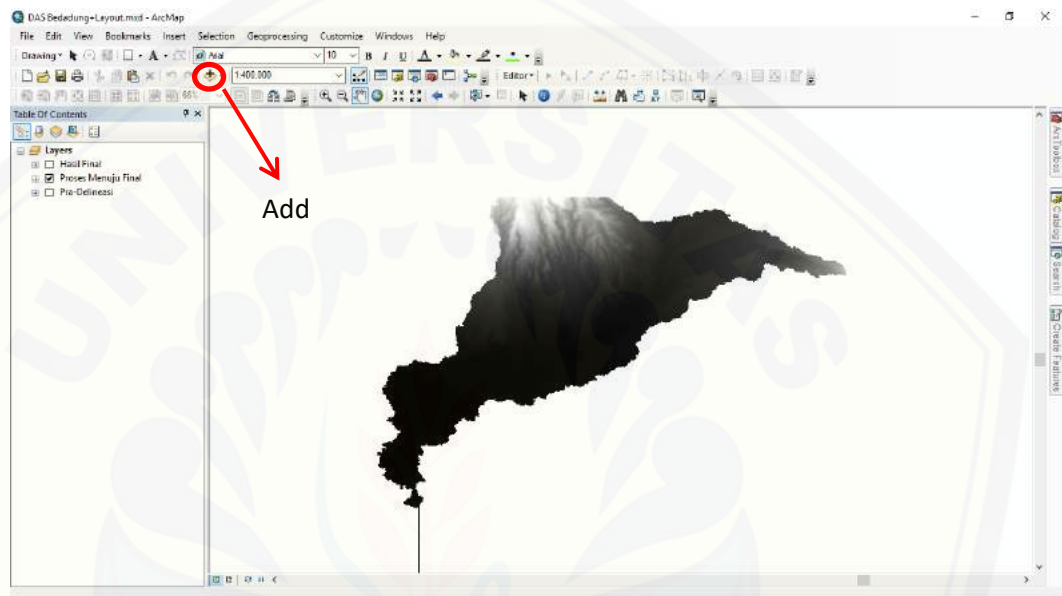 DAS Bedadung+Layout.mxd - ArcMap
File Edit View Bookmarks Insert Selection Geoprocessing Customize Windows Help
Drawing A Arial 10 B I U A
1:400.000 Editor
66%
Table Of Contents
Layers
Hasil Final
Proses Menuju Final
Pra-Delineasi
Add
ArcToolbox
Catalog
Search
Create Features
UNIVERSITAS